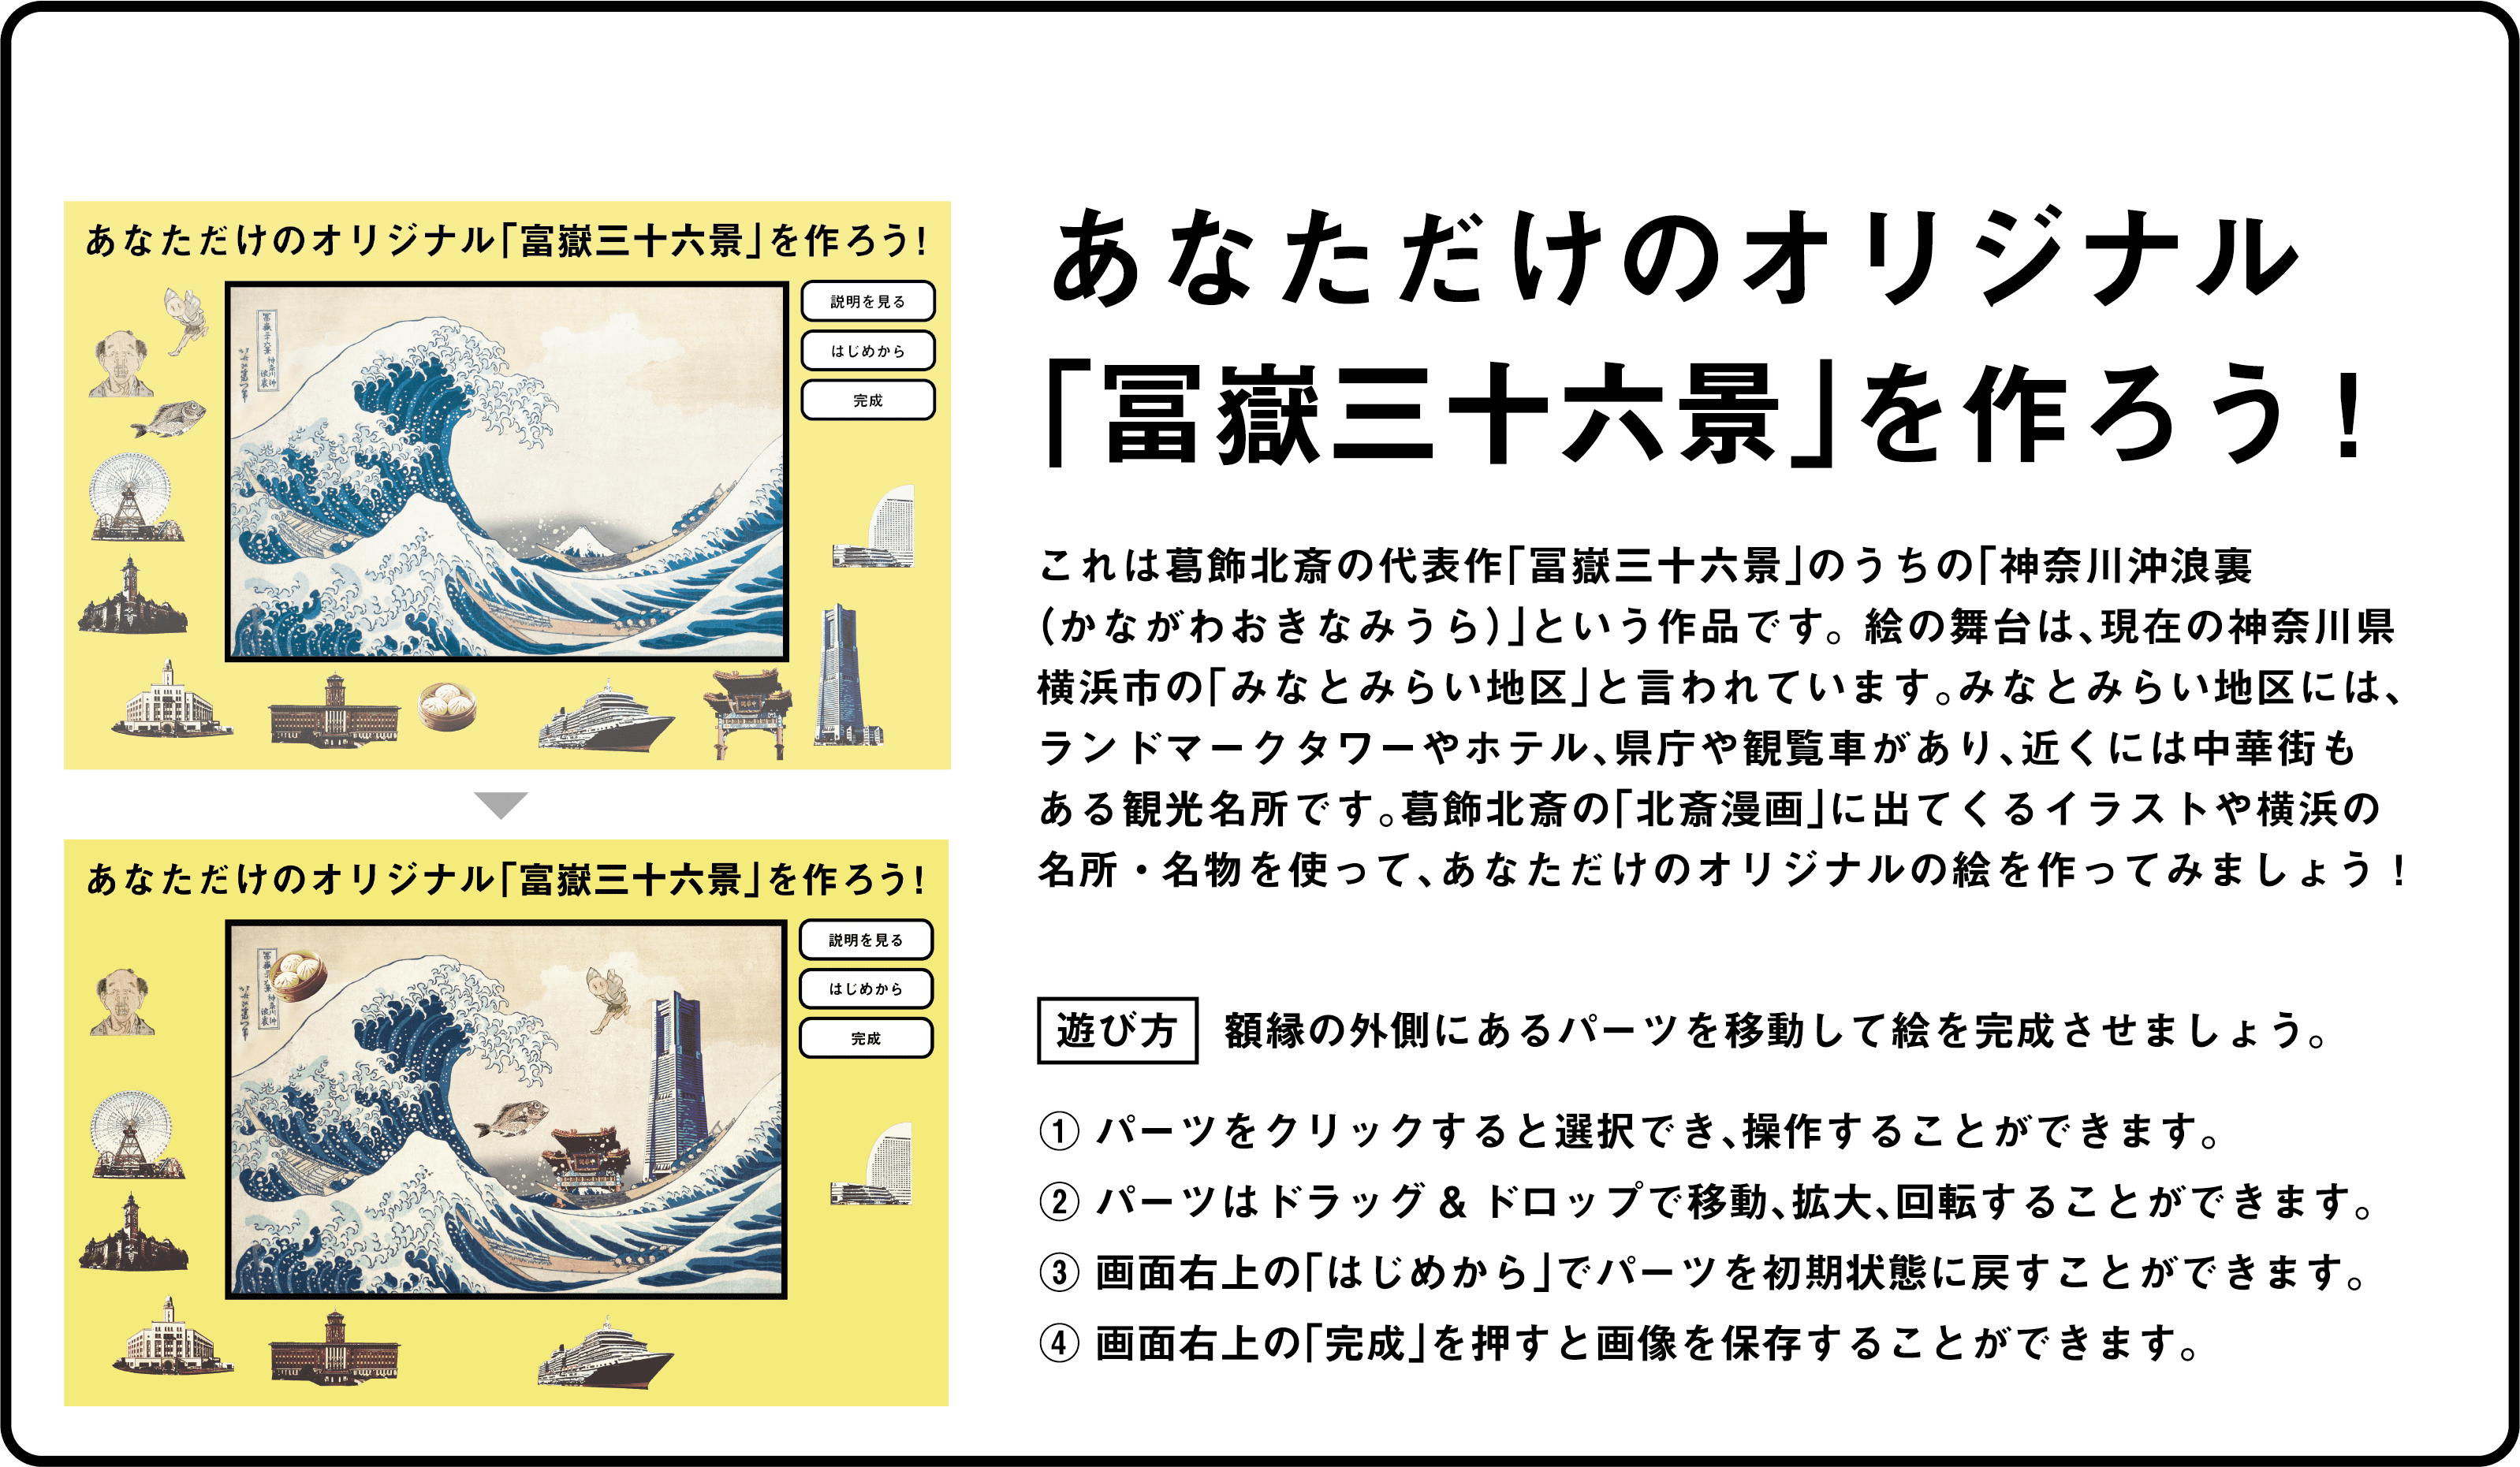 あなただけのオリジナル「富嶽三十六景」を作ろう!
説明を見る
はじめから
完成
あなただけのオリジナル「富嶽三十六景」を作ろう!
説明を見る
はじめから
完成
あなただけのオリジナル
「冨嶽三十六景」を作ろう!
これは葛飾北斎の代表作「冨嶽三十六景」のうちの「神奈川沖浪裏
(かながわおきなみうら)」という作品です。絵の舞台は、現在の神奈川県
横浜市の「みなとみらい地区」と言われています。みなとみらい地区には、
ランドマークタワーやホテル、県庁や観覧車があり、近くには中華街も
ある観光名所です。葛飾北斎の「北斎漫画」に出てくるイラストや横浜の
名所・名物を使って、あなただけのオリジナルの絵を作ってみましょう!
遊び方 額縁の外側にあるパーツを移動して絵を完成させましょう。
① パーツをクリックすると選択でき、操作することができます。
② パーツはドラッグ & ドロップで移動、拡大、回転することができます。
③ 画面右上の「はじめから」でパーツを初期状態に戻すことができます。
④ 画面右上の「完成」を押すと画像を保存することができます。